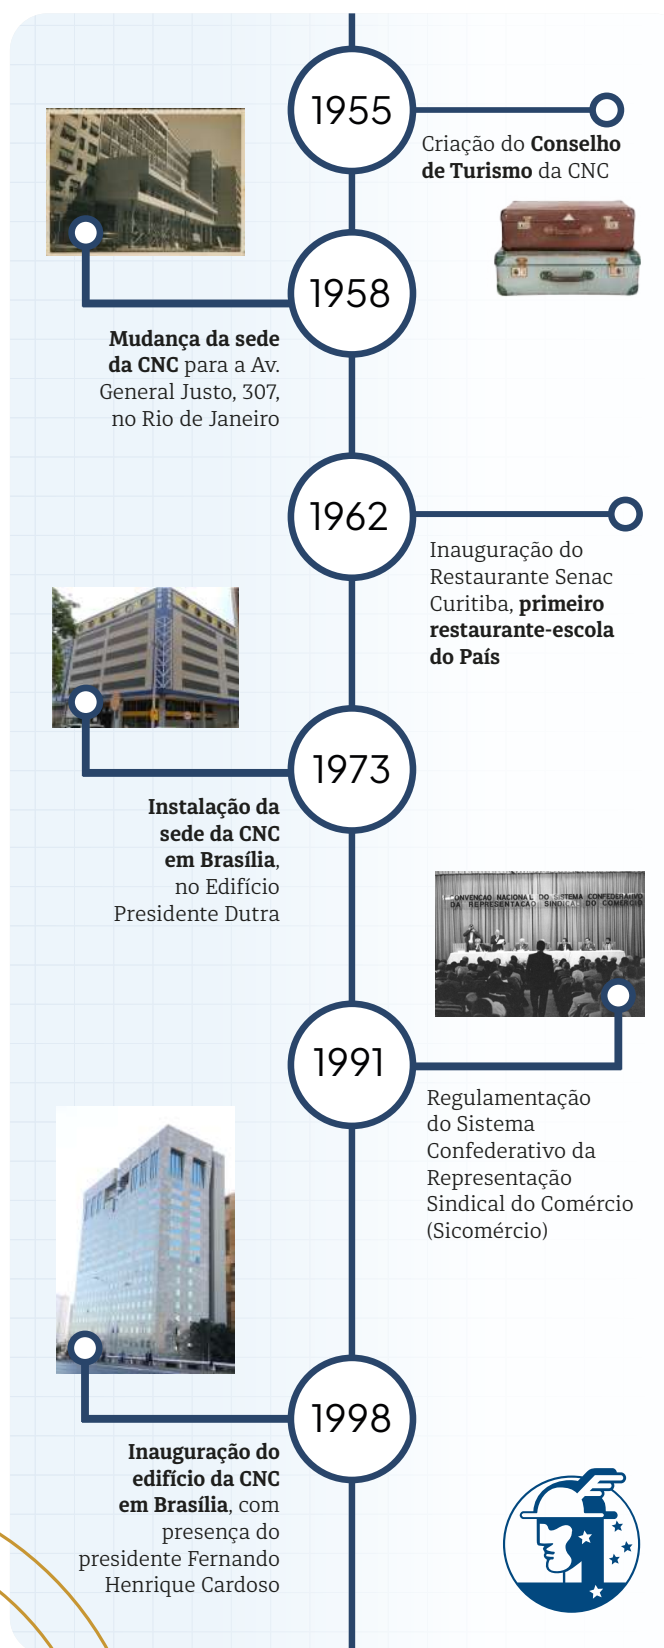 1955
Criação do Conselho
de Turismo da CNC
1958
Mudança da sede
da CNC para a Av.
General Justo, 307,
no Rio de Janeiro
1962
Inauguração do
Restaurante Senac
Curitiba, primeiro
restaurante-escola
do País
1973
Instalação da
sede da CNC
em Brasília,
no Edifício
Presidente Dutra
CONVENÇÃO NACIONAL DO SISTEMA CONFEDERATIVO
DA REPRESENTAÇÃO SINDICAL DO COMÉRCIO
1991
Regulamentação
do Sistema
Confederativo da
Representação
Sindical do Comércio
(Sicomércio)
1998
Inauguração do
edifício da CNC
em Brasília, com
presença do
presidente Fernando
Henrique Cardoso